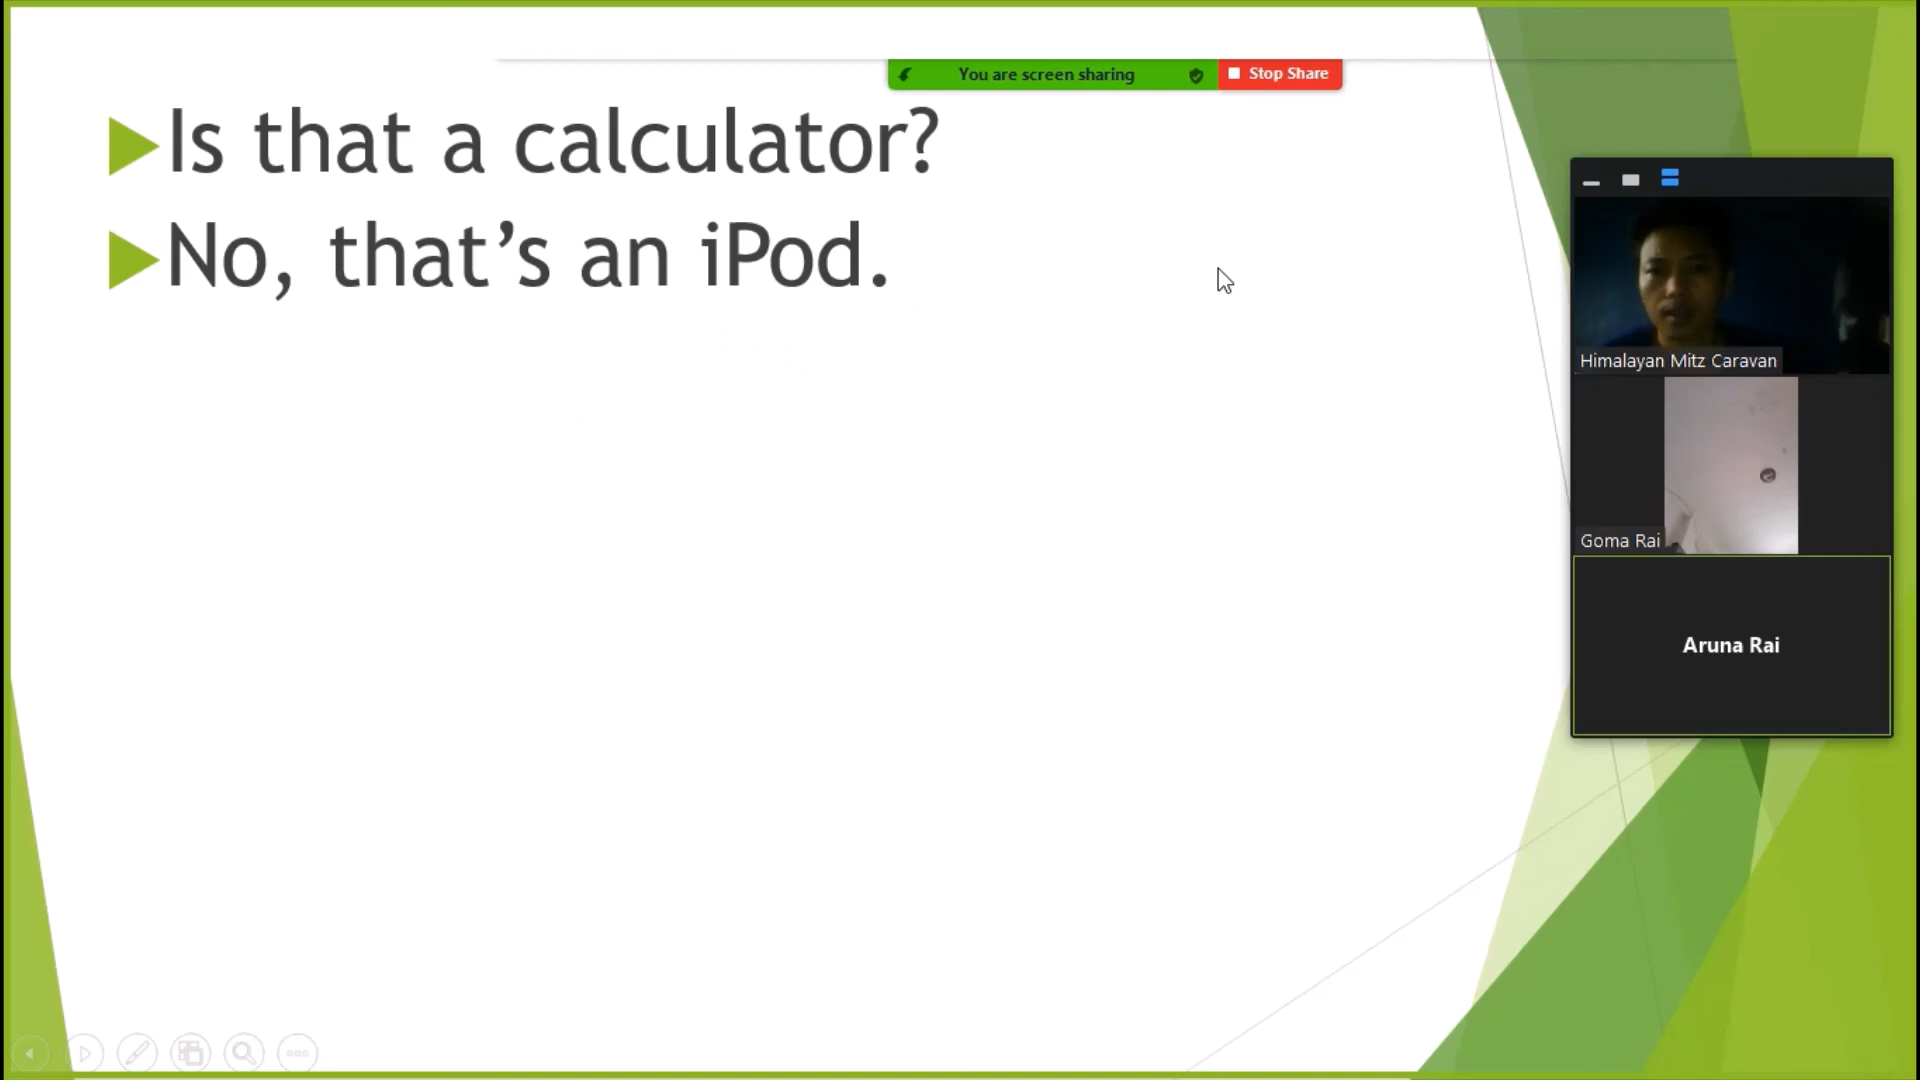 You are screen sharing
Stop Share
Is that a calculator?
No, that’s an iPod.
Himalayan Mitz Caravan
Goma Rai
Aruna Rai